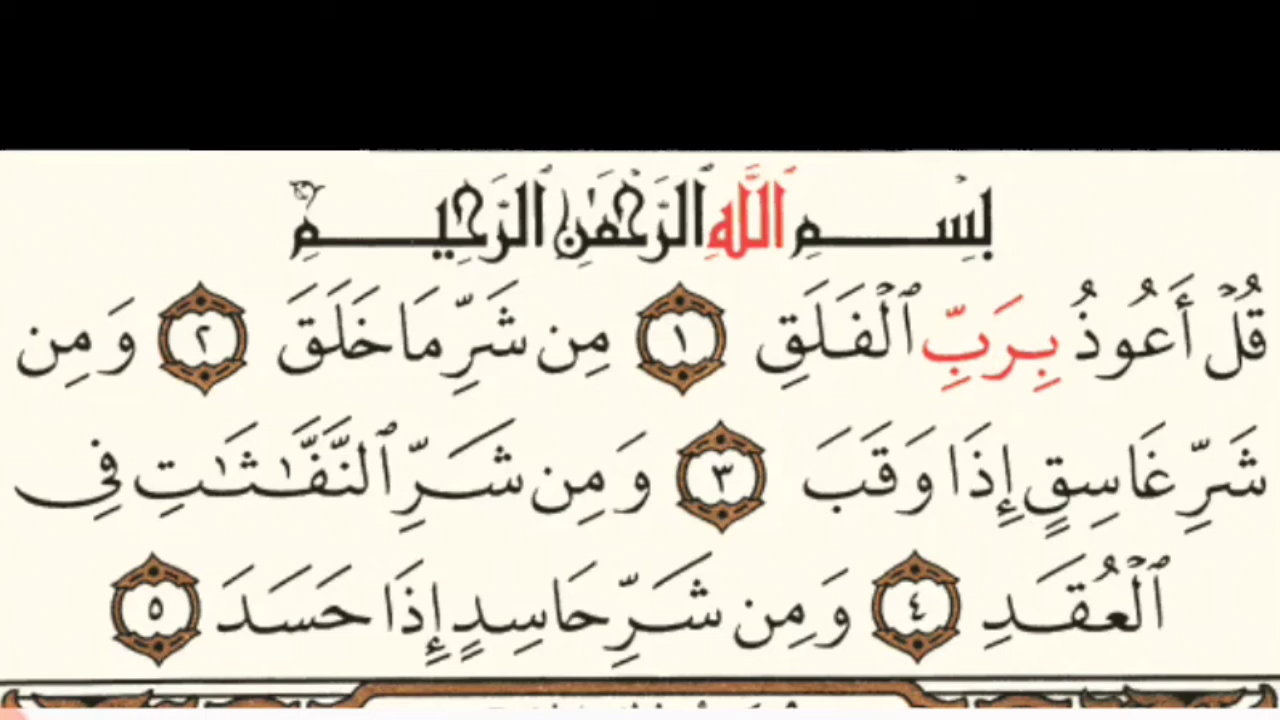 بِسْمِ ٱللَّهِ ٱلرَّحْمَٰنِ ٱلرَّحِيمِ
قُلْ أَعُوذُ بِرَبِّ ٱلْفَلَقِ ١ مِن شَرِّ مَا خَلَقَ ٢ وَمِن
شَرِّ غَاسِقٍ إِذَا وَقَبَ ٣ وَمِن شَرِّ ٱلنَّفَّٰثَٰتِ فِى
ٱلْعُقَدِ ٤ وَمِن شَرِّ حَاسِدٍ إِذَا حَسَدَ ٥